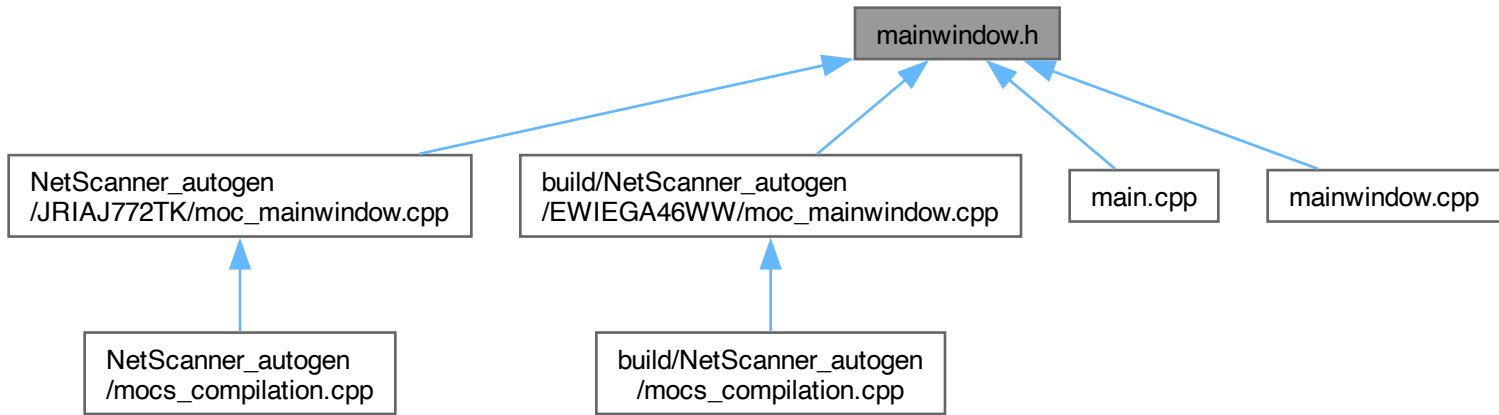 mainwindow.h
NetScanner_autogen
/JRIAJ772TK/moc_mainwindow.cpp
build/NetScanner_autogen
/EWIEGA46WW/moc_mainwindow.cpp
main.cpp
mainwindow.cpp
NetScanner_autogen
/mocs_compilation.cpp
build/NetScanner_autogen
/mocs_compilation.cpp